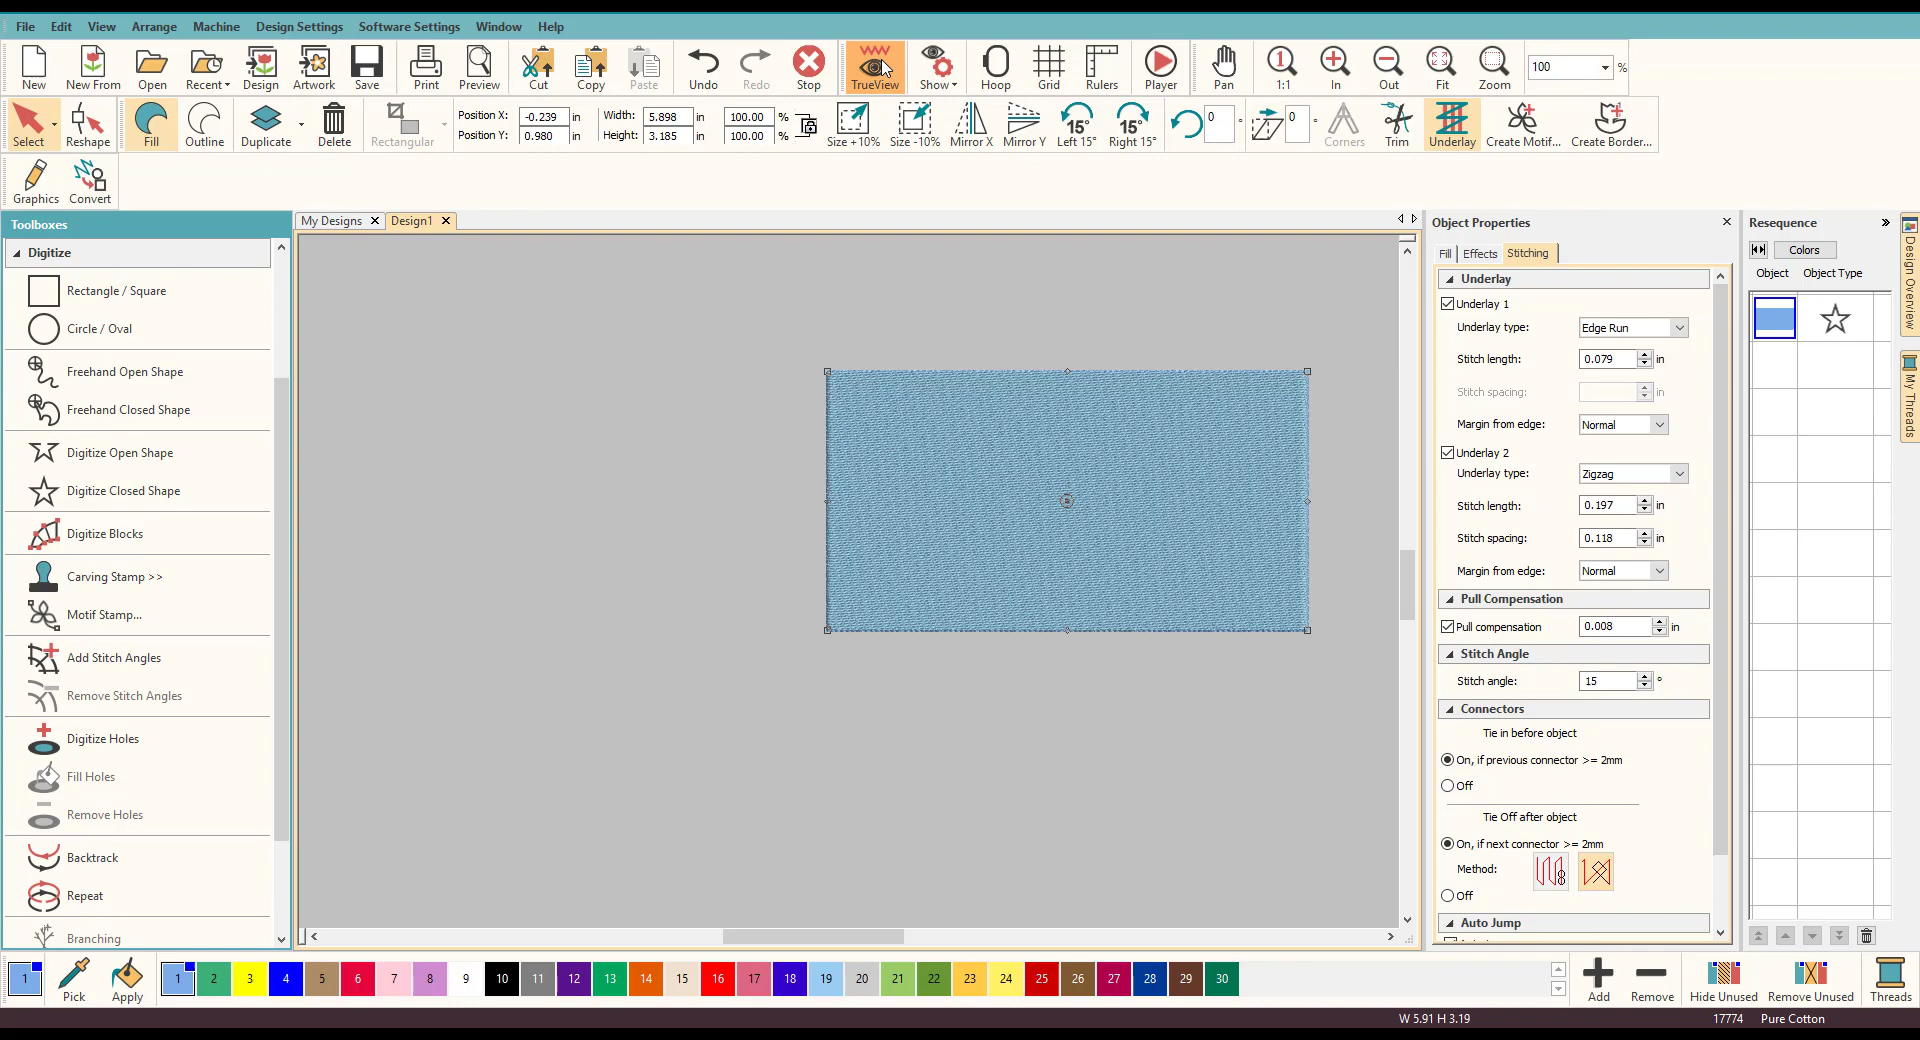 File Edit View Arrange Machine Design Settings Software Settings Window Help
New New From Open Recent Design Artwork Save Print Preview Cut Copy Paste Undo Redo Stop TrueView Show Hoop Grid Rulers Player Pan 1:1 In Out Fit Zoom 100 %
1
Select Reshape Fill Outline Duplicate Delete Rectangular
Position X: -0.239 in Width: 5.898 in 100.00 %
Position Y: 0.980 in Height: 3.185 in 100.00 %
Size +10% Size -10% Mirror X Mirror Y 15° Left 15° 15° Right 15° 0 ° 0 ° Corners Trim Underlay Create Motif... Create Border...
Graphics Convert
Toolboxes
Digitize
Rectangle / Square
Circle / Oval
Freehand Open Shape
Freehand Closed Shape
Digitize Open Shape
Digitize Closed Shape
Digitize Blocks
Carving Stamp >>
Motif Stamp...
Add Stitch Angles
Remove Stitch Angles
Digitize Holes
Fill Holes
Remove Holes
Backtrack
Repeat
Branching
My Designs Design1
Object Properties
Fill Effects Stitching
Underlay
Underlay 1
Underlay type: Edge Run
Stitch length: 0.079 in
Stitch spacing: in
Margin from edge: Normal
Underlay 2
Underlay type: Zigzag
Stitch length: 0.197 in
Stitch spacing: 0.118 in
Margin from edge: Normal
Pull Compensation
Pull compensation 0.008 in
Stitch Angle
Stitch angle: 15 °
Connectors
Tie in before object
On, if previous connector >= 2mm
Off
Tie Off after object
On, if next connector >= 2mm
Method:
Off
Auto Jump
Resequence
Colors
Object Object Type
Design Overview
My Threads
1 Pick Apply 1 2 3 4 5 6 7 8 9 10 11 12 13 14 15 16 17 18 19 20 21 22 23 24 25 26 27 28 29 30 Add Remove Hide Unused Remove Unused Threads
W 5.91 H 3.19 17774 Pure Cotton